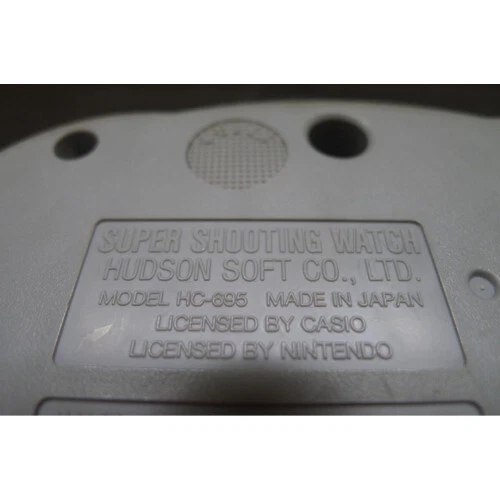 SUPER SHOOTING WATCH
HUDSON SOFT CO., LTD.
MODEL HC-695 MADE IN JAPAN
LICENSED BY CASIO
LICENSED BY NINTENDO